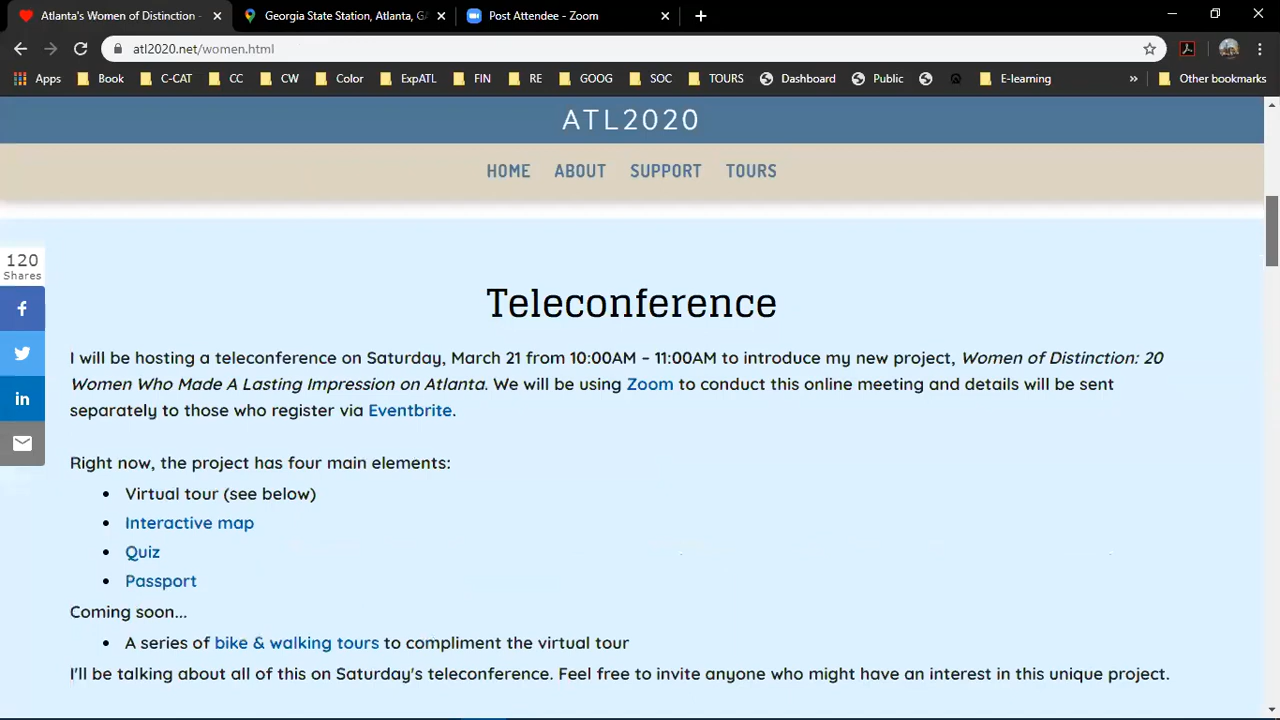 Atlanta's Women of Distinction -
Georgia State Station, Atlanta, GA
Post Attendee - Zoom
atl2020.net/women.html
Apps Book C-CAT CC CW Color ExpATL FIN RE GOOG SOC TOURS Dashboard Public E-learning » Other bookmarks
ATL2020
HOME ABOUT SUPPORT TOURS
120
Shares
Teleconference
I will be hosting a teleconference on Saturday, March 21 from 10:00AM – 11:00AM to introduce my new project, Women of Distinction: 20
Women Who Made A Lasting Impression on Atlanta. We will be using Zoom to conduct this online meeting and details will be sent
separately to those who register via Eventbrite.
Right now, the project has four main elements:
• Virtual tour (see below)
• Interactive map
• Quiz
• Passport
Coming soon...
• A series of bike & walking tours to compliment the virtual tour
I'll be talking about all of this on Saturday's teleconference. Feel free to invite anyone who might have an interest in this unique project.